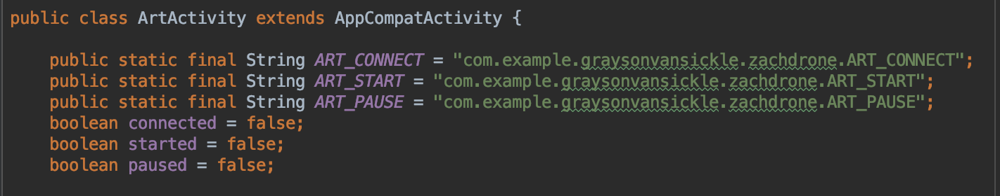 public class ArtActivity extends AppCompatActivity {
public static final String ART_CONNECT = "com.example.graysonvansickle.zachdrone.ART_CONNECT";
public static final String ART_START = "com.example.graysonvansickle.zachdrone.ART_START";
public static final String ART_PAUSE = "com.example.graysonvansickle.zachdrone.ART_PAUSE";
boolean connected = false;
boolean started = false;
boolean paused = false;